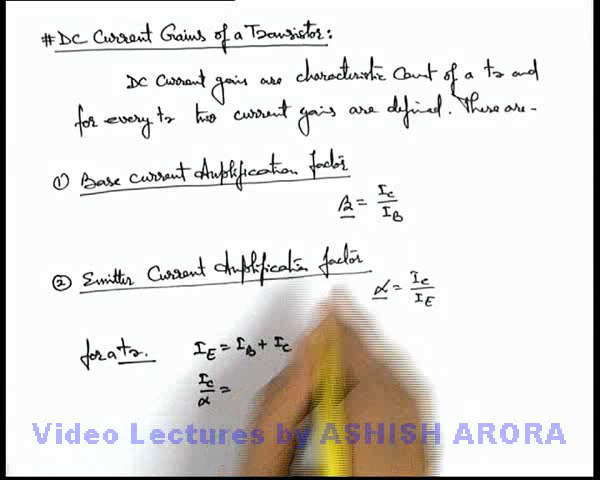 # DC Current Gains of a Transistor:
DC Current gain are characteristic Const of a tr and
for every tr two current gains are defined. These are -
① Base Current Amplification factor
β = Ic/IB
② Emitter Current Amplification factor
α = Ic/IE
for a tr. IE = IB + Ic
Ic/α =
Video Lectures by ASHISH ARORA